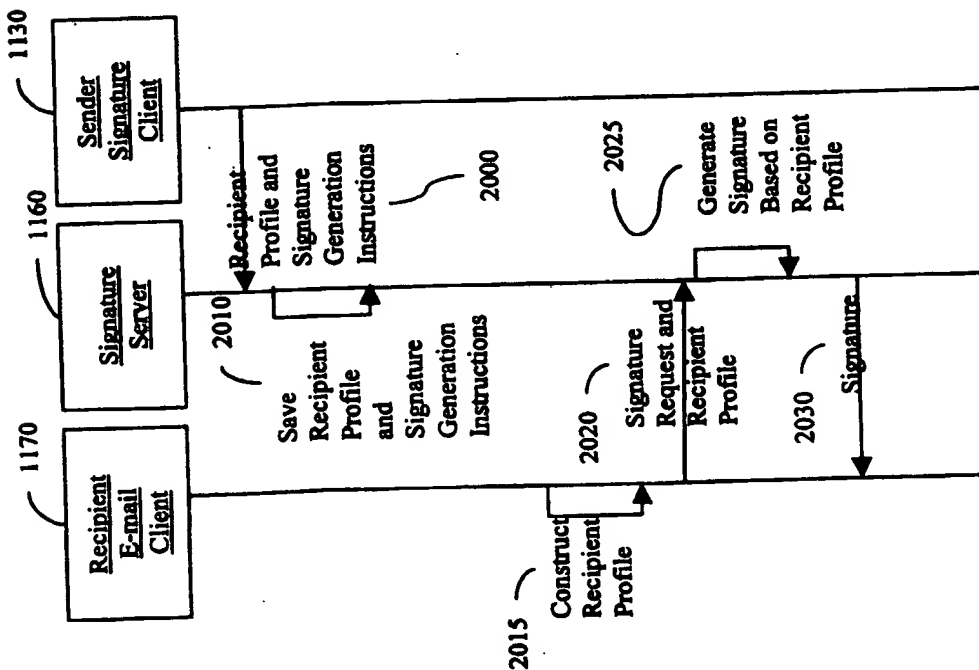 1170
Recipient
E-mail
Client
1160
Signature
Server
1130
Sender
Signature
Client
Recipient
Profile and
Signature
Generation
Instructions
2000
2010
Save
Recipient
Profile
and
Signature
Generation
Instructions
2015
Construct
Recipient
Profile
2020
Signature
Request and
Recipient
Profile
2025
Generate
Signature
Based on
Recipient
Profile
2030
Signature